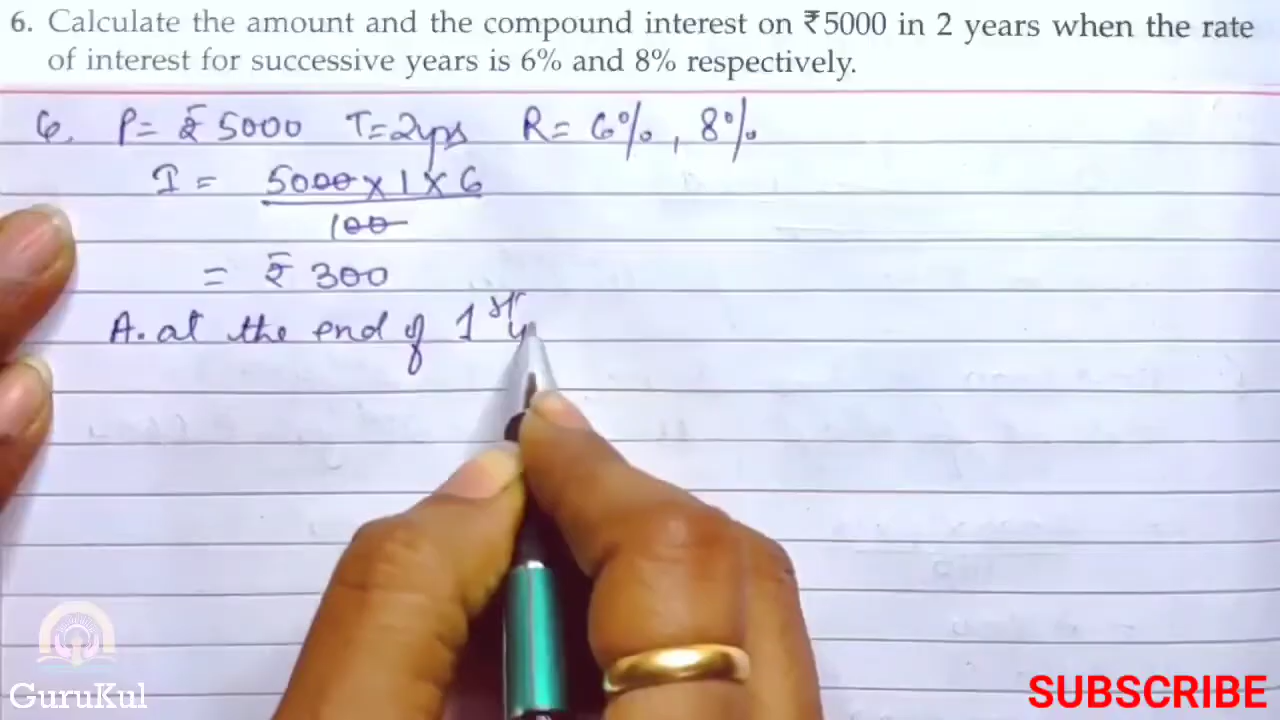 6. Calculate the amount and the compound interest on ₹5000 in 2 years when the rate
of interest for successive years is 6% and 8% respectively.
6. P= ₹ 5000 T=2yrs R= 6%, 8%
I = 5000 x 1 x 6
100
= ₹ 300
A. at the end of 1st y
GuruKul
SUBSCRIBE